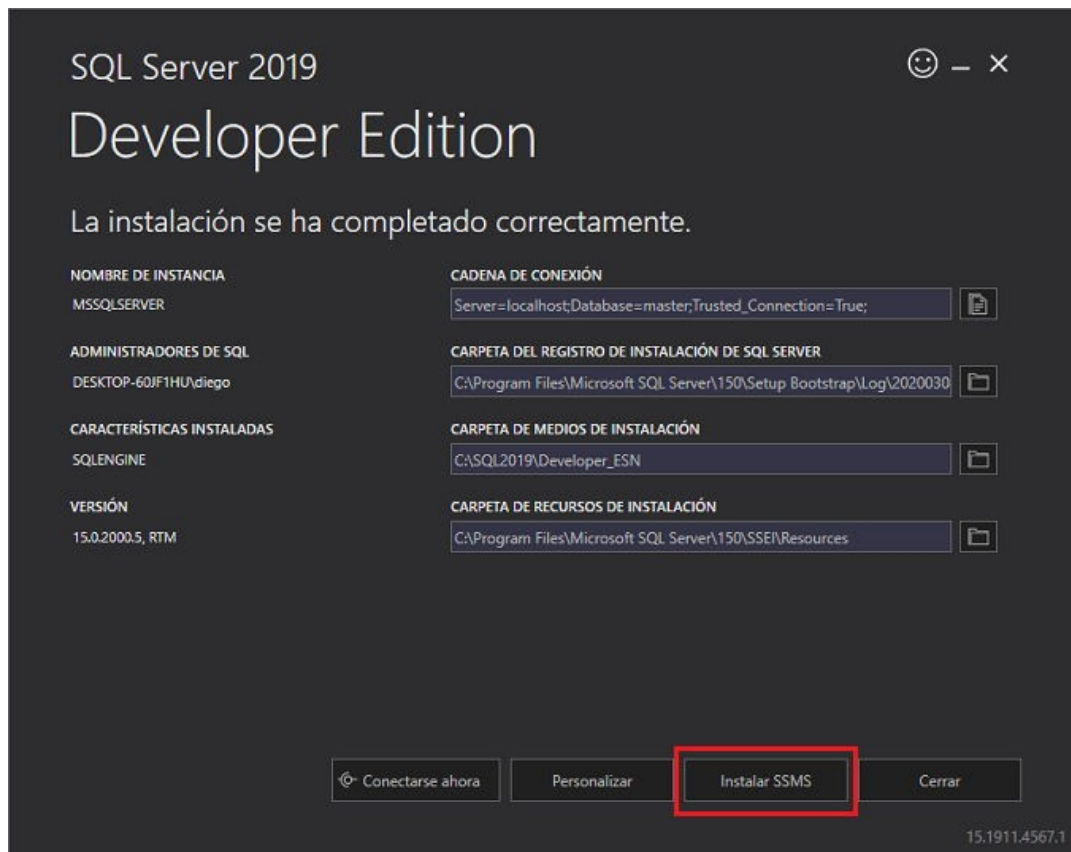 SQL Server 2019
Developer Edition
La instalación se ha completado correctamente.
NOMBRE DE INSTANCIA
MSSQLSERVER
CADENA DE CONEXIÓN
Server=localhost;Database=master;Trusted_Connection=True;
ADMINISTRADORES DE SQL
DESKTOP-60JF1HU\diego
CARPETA DEL REGISTRO DE INSTALACIÓN DE SQL SERVER
C:\Program Files\Microsoft SQL Server\150\Setup Bootstrap\Log\2020030
CARACTERÍSTICAS INSTALADAS
SQLENGINE
CARPETA DE MEDIOS DE INSTALACIÓN
C:\SQL2019\Developer_ESN
VERSIÓN
15.0.2000.5, RTM
CARPETA DE RECURSOS DE INSTALACIÓN
C:\Program Files\Microsoft SQL Server\150\SSEI\Resources
Conectarse ahora
Personalizar
Instalar SSMS
Cerrar
15.1911.4567.1